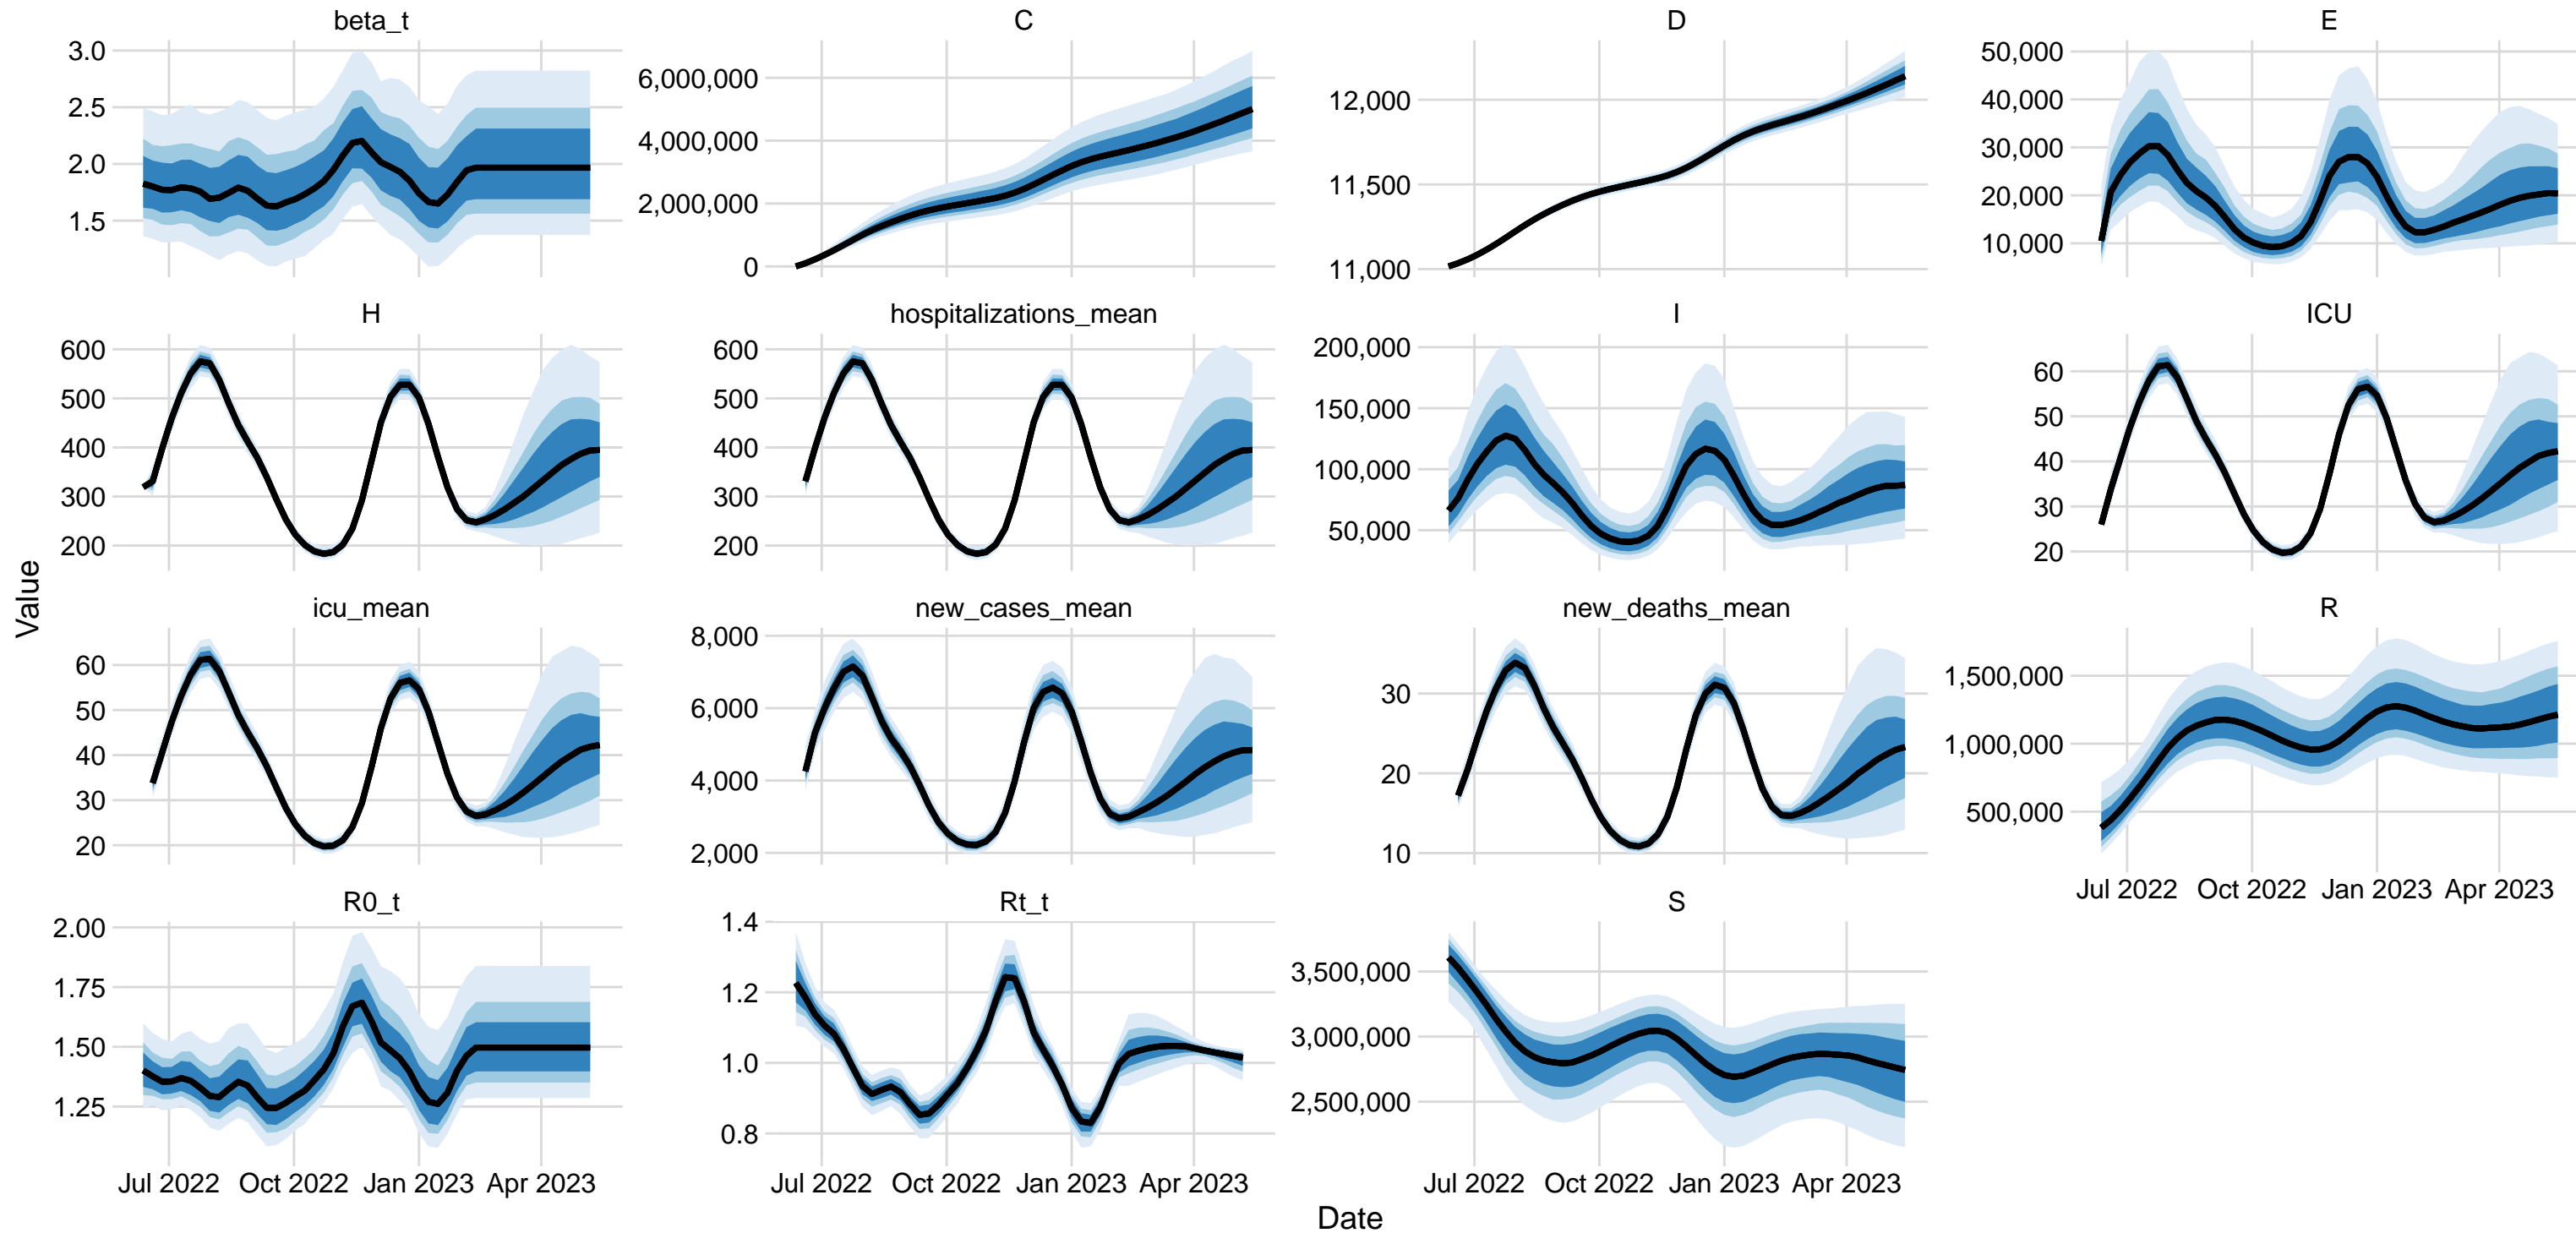 beta_t
3.0
2.5
2.0
1.5
C
6,000,000
4,000,000
2,000,000
0
D
12,000
11,500
11,000
E
50,000
40,000
30,000
20,000
10,000
H
600
500
400
300
200
hospitalizations_mean
600
500
400
300
200
I
200,000
150,000
100,000
50,000
ICU
60
50
40
30
20
Value
icu_mean
60
50
40
30
20
new_cases_mean
8,000
6,000
4,000
2,000
new_deaths_mean
30
20
10
R
1,500,000
1,000,000
500,000
Jul 2022 Oct 2022 Jan 2023 Apr 2023
R0_t
2.00
1.75
1.50
1.25
Jul 2022 Oct 2022 Jan 2023 Apr 2023
Rt_t
1.4
1.2
1.0
0.8
Jul 2022 Oct 2022 Jan 2023 Apr 2023
S
3,500,000
3,000,000
2,500,000
Jul 2022 Oct 2022 Jan 2023 Apr 2023
Date